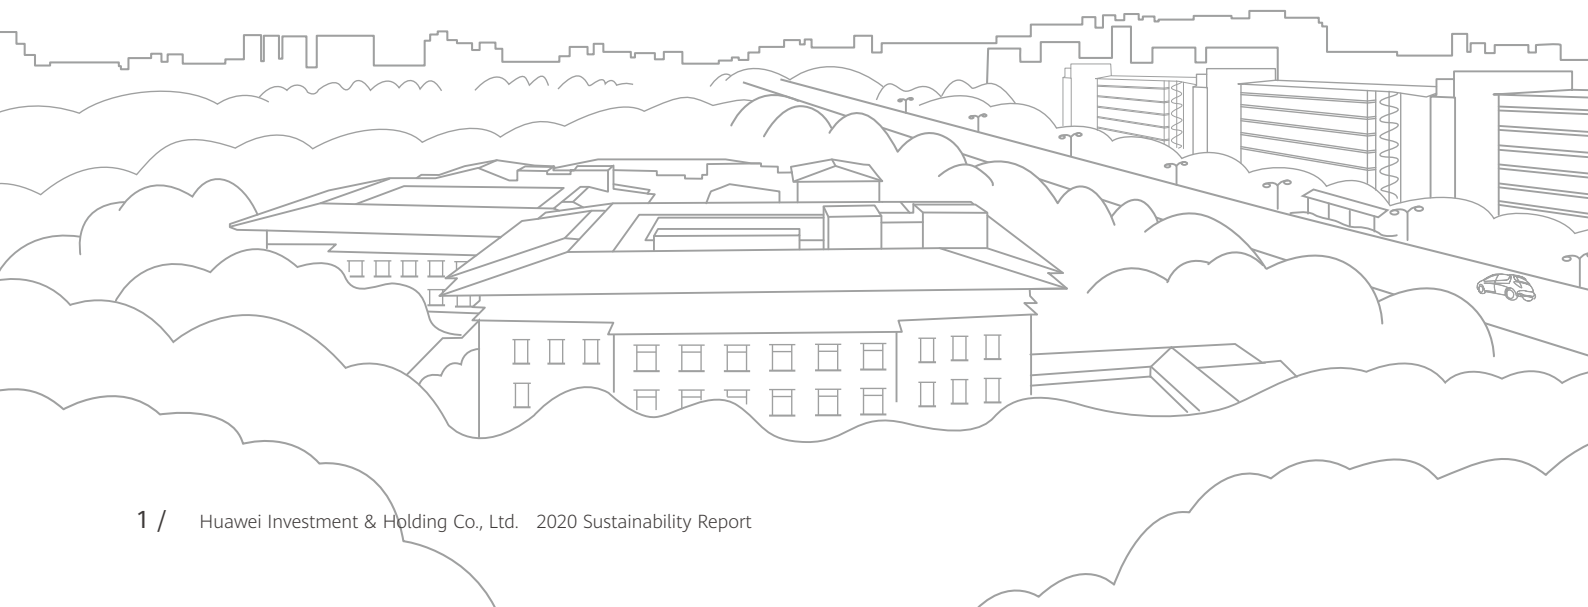 1 / Huawei Investment & Holding Co., Ltd. 2020 Sustainability Report